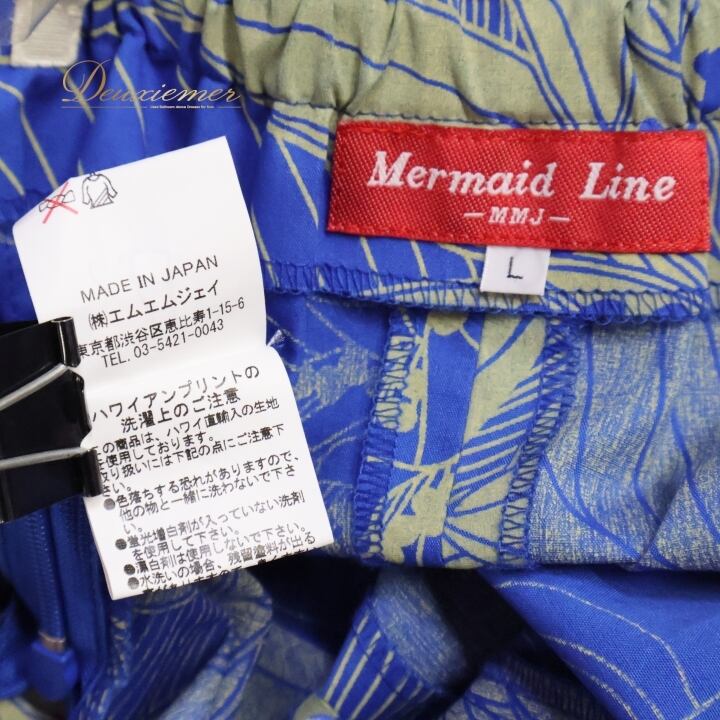 Deuxiemer
Mermaid Line
-MMJ-
L
MADE IN JAPAN
(株)エムエムジェイ
東京都渋谷区恵比寿1-15-6
TEL. 03-5421-0043
ハワイアンプリントの
洗濯上のご注意
この商品は、ハワイ直輸入の生地
を使用しております。
取り扱いには下記の点にご注意下
さい。
●色落ちする恐れがありますので、
他の物と一緒に洗わないで下さ
い。
●蛍光増白剤が入っていない洗剤
を使用して下さい。
●漂白剤は使用しないで下さい。
●水洗いの場合、残留塗料が出る